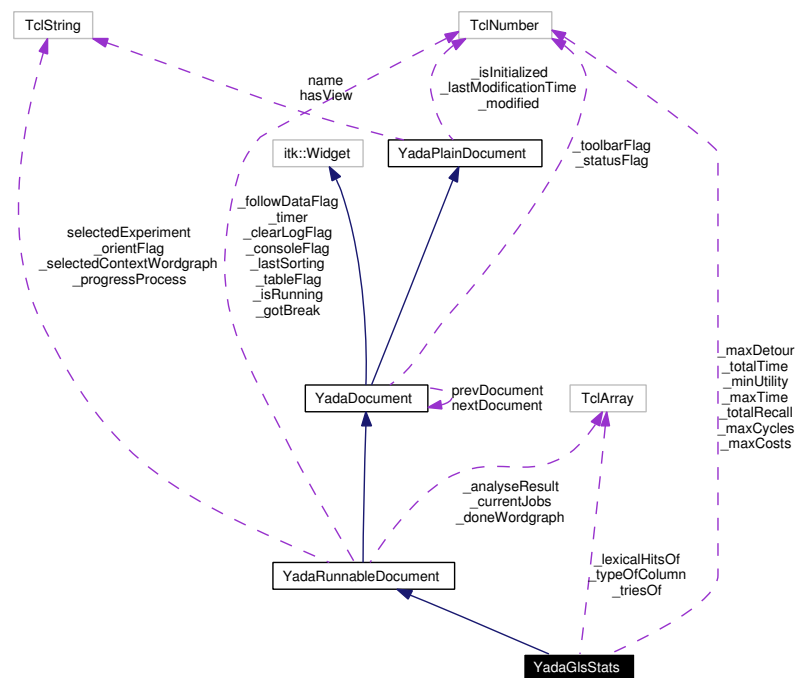 TclString
TclNumber
name
hasView
_isInitialized
_lastModificationTime
_modified
itk::Widget
YadaPlainDocument
_toolbarFlag
_statusFlag
_followDataFlag
_timer
_clearLogFlag
_consoleFlag
_lastSorting
_tableFlag
_isRunning
_gotBreak
selectedExperiment
_orientFlag
_selectedContextWordgraph
_progressProcess
_maxDetour
_totalTime
_minUtility
_maxTime
_totalRecall
_maxCycles
_maxCosts
YadaDocument
prevDocument
nextDocument
TclArray
_analyseResult
_currentJobs
_doneWordgraph
_lexicalHitsOf
_typeOfColumn
_triesOf
YadaRunnableDocument
YadaGlsStats